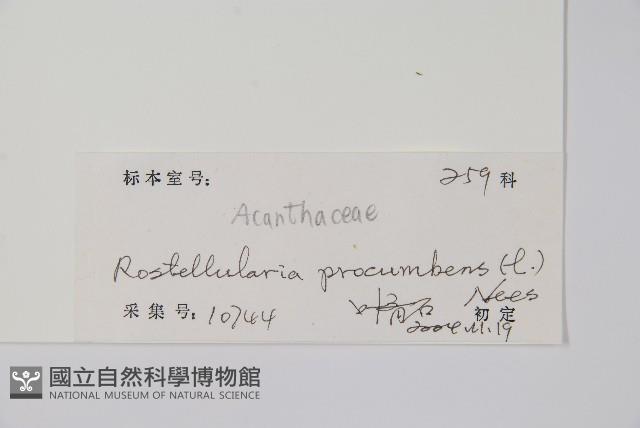 标本室号:
259 科
Acanthaceae
Rostellularia procumbens (L.)
Nees
采集号: 10744
初定
國立自然科學博物館
NATIONAL MUSEUM OF NATURAL SCIENCE